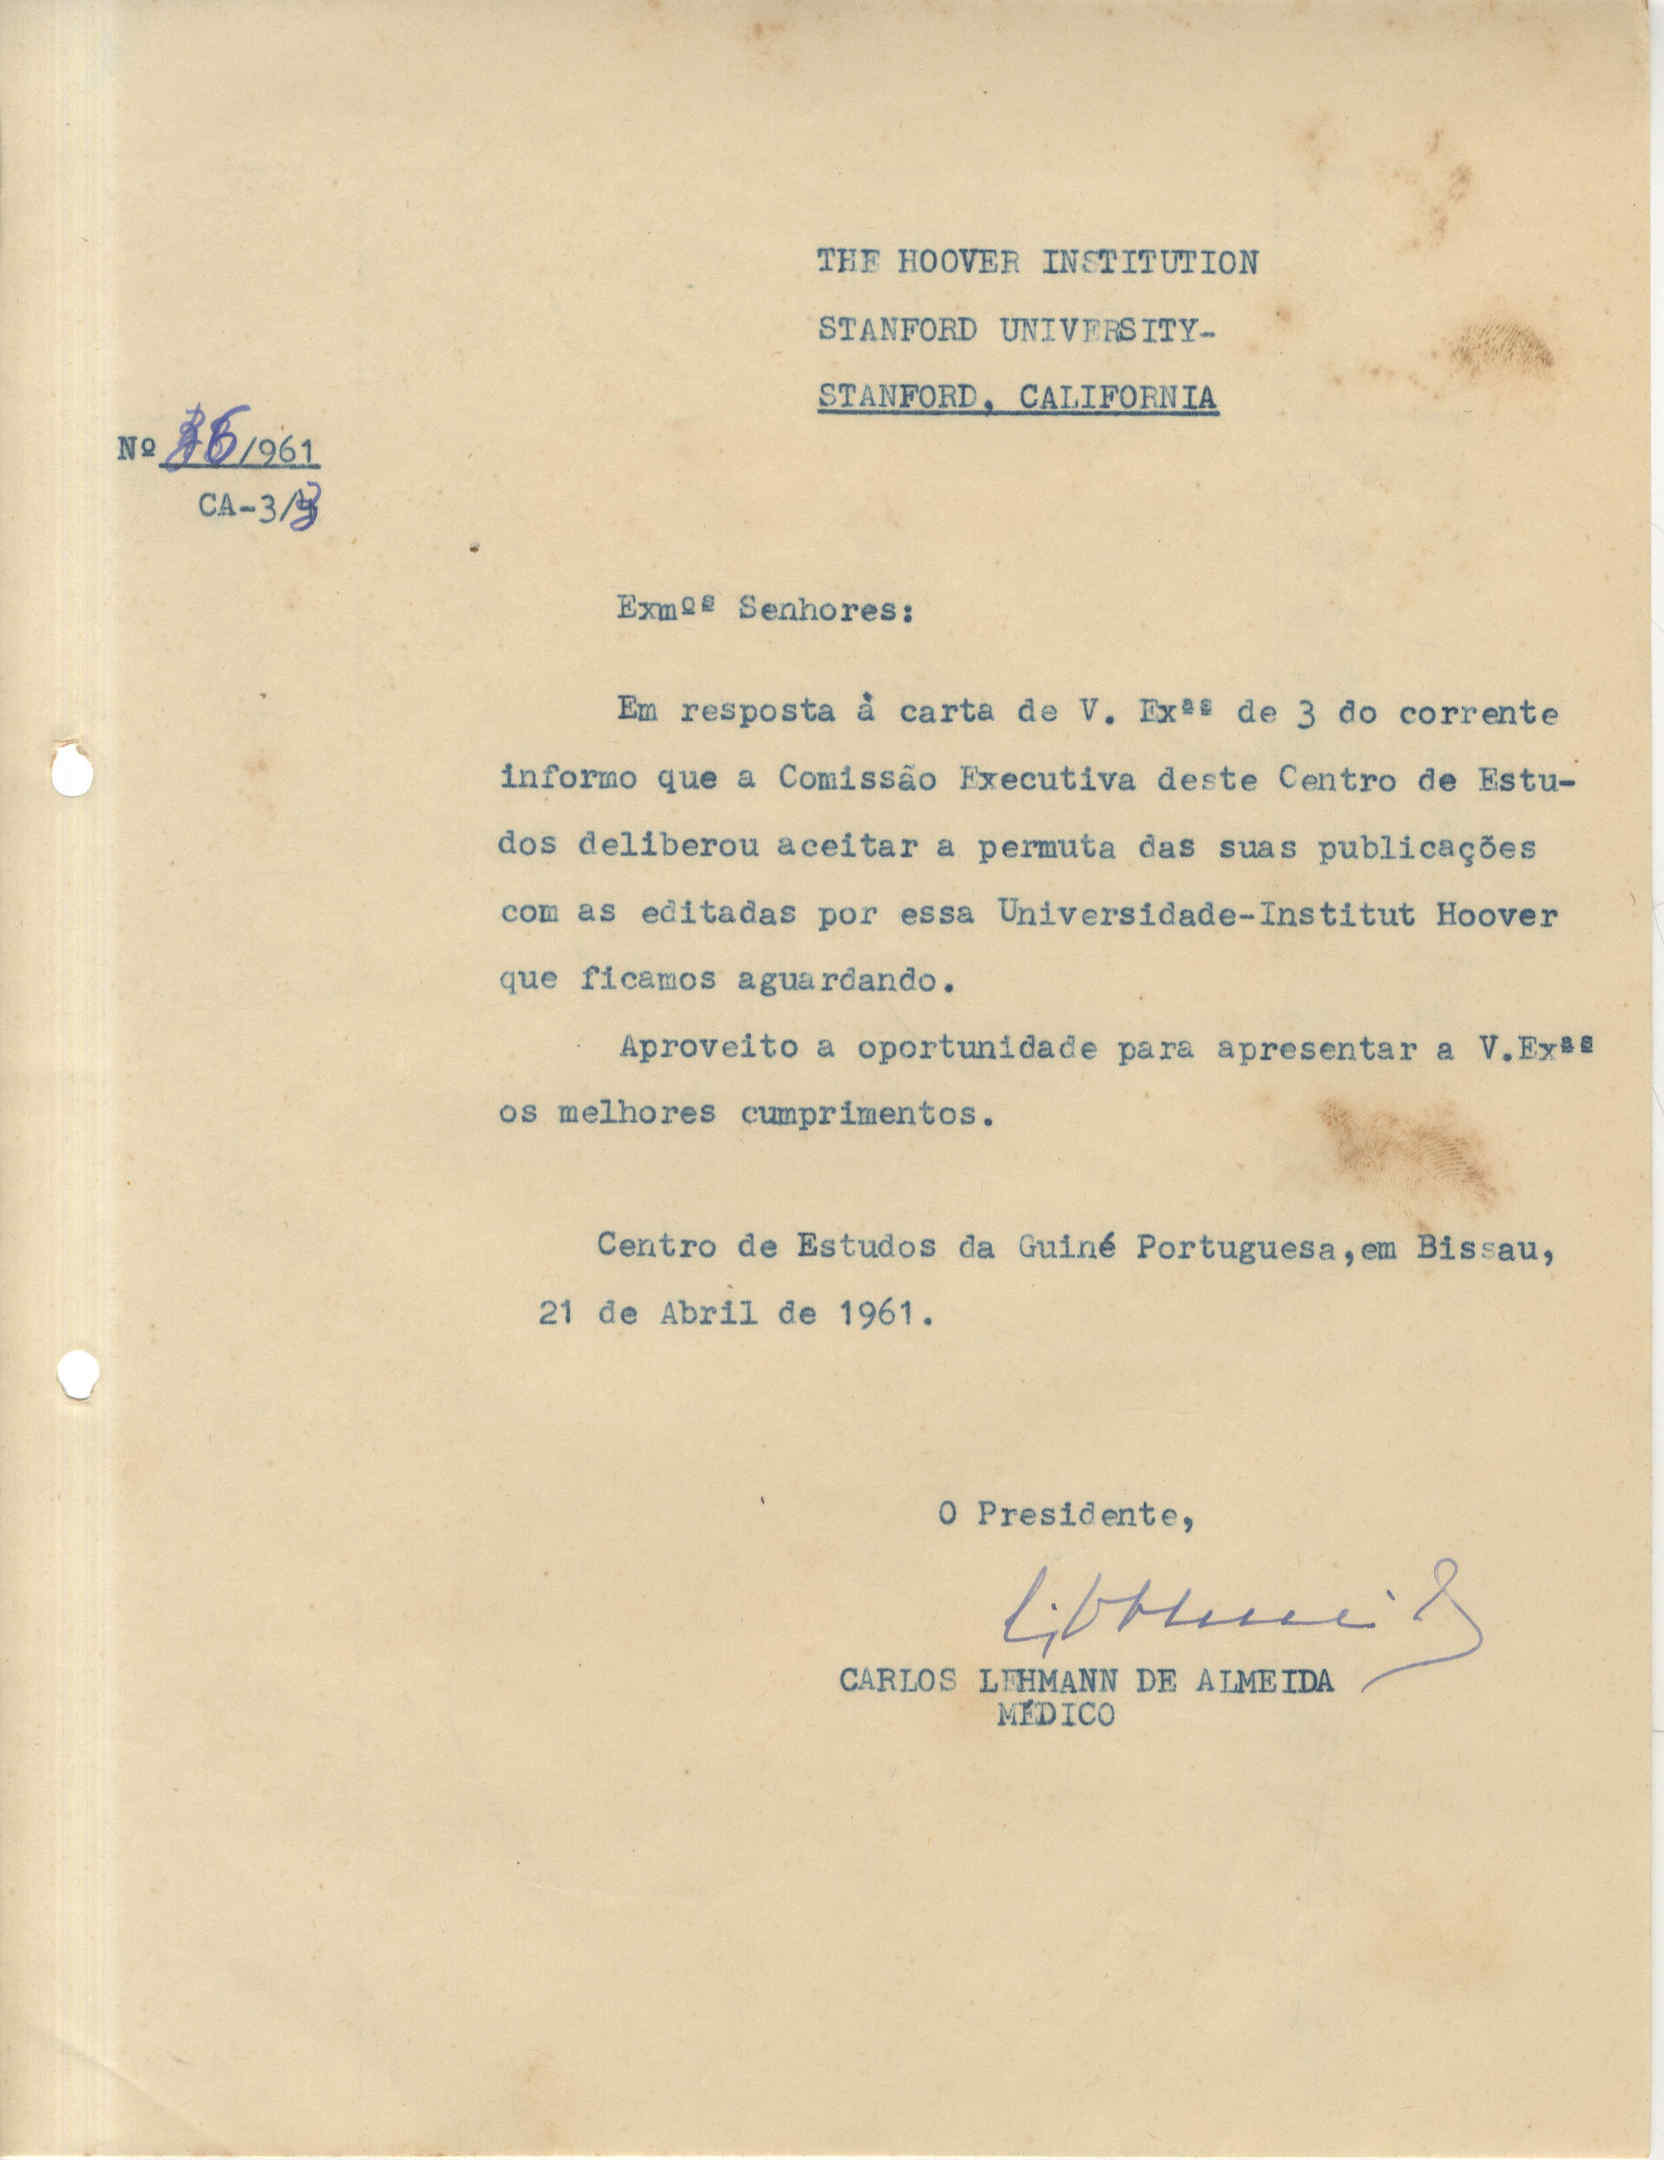 THE HOOVER INSTITUTION
STANFORD UNIVERSITY-
STANFORD, CALIFORNIA
Nº /961
CA-3/
Exmºs Senhores:
Em resposta à carta de V. Exªs de 3 do corrente
informo que a Comissão Executiva deste Centro de Estu-
dos deliberou aceitar a permuta das suas publicações
com as editadas por essa Universidade-Institut Hoover
que ficamos aguardando.
Aproveito a oportunidade para apresentar a V.Exªs
os melhores cumprimentos.
Centro de Estudos da Guiné Portuguesa,em Bissau,
21 de Abril de 1961.
O Presidente,
CARLOS LEHMANN DE ALMEIDA
MÉDICO